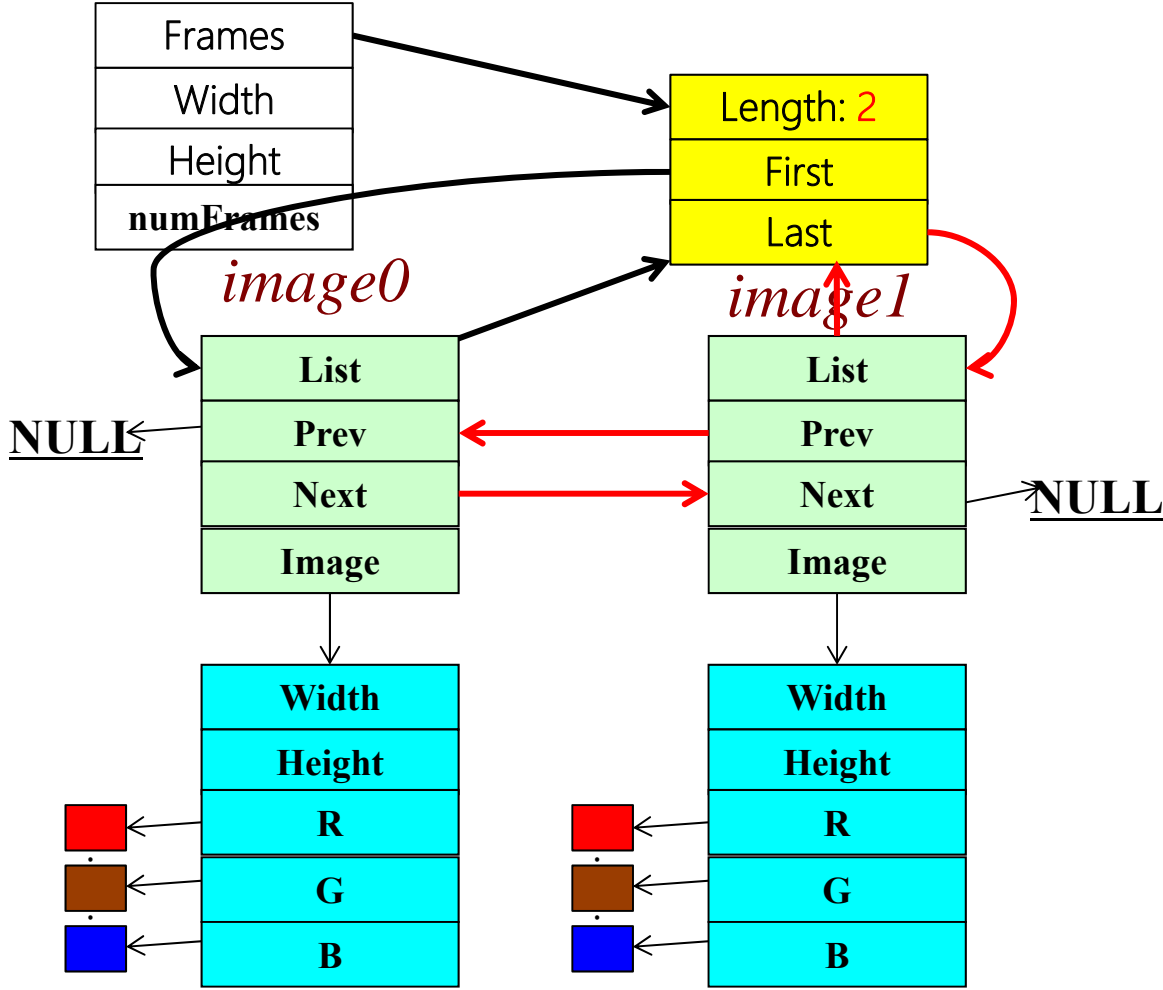 Frames
Width
Height
numFrames
Length: 2
First
Last
image0
image1
List
Prev
Next
Image
NULL
List
Prev
Next
Image
NULL
Width
Height
R
G
B
Width
Height
R
G
B